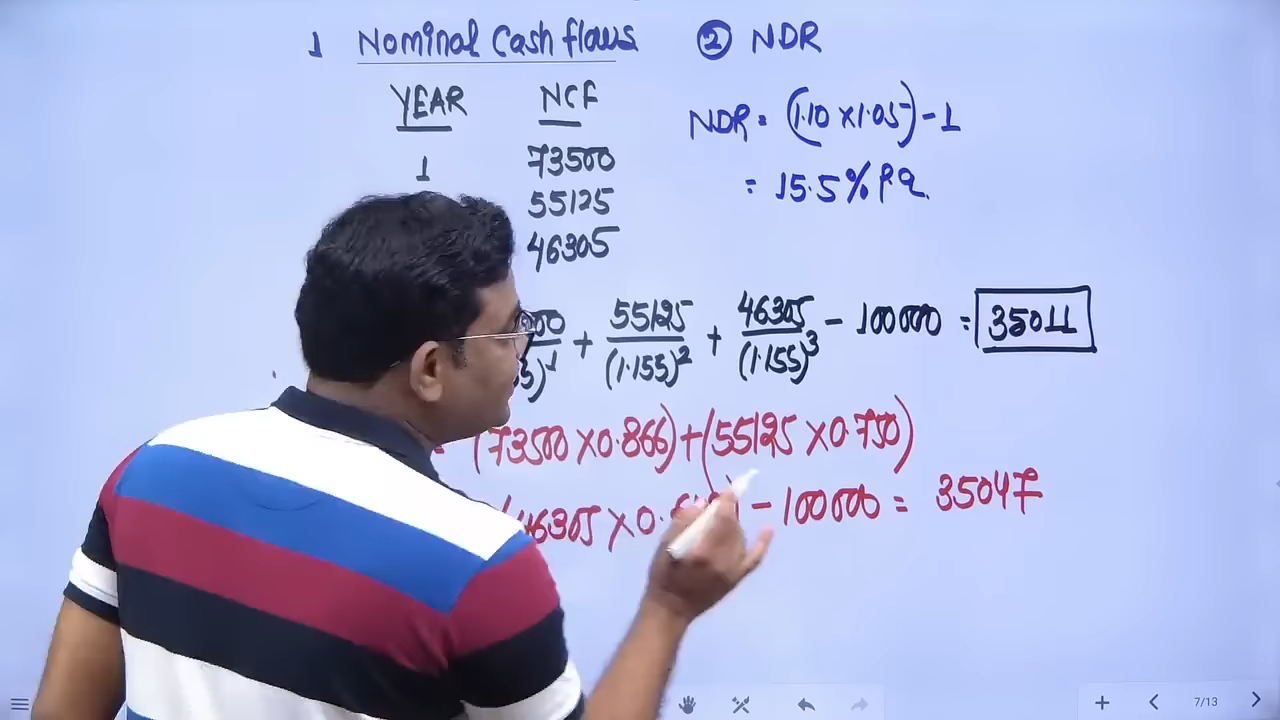 1 Nominal Cash flows ② NDR
YEAR NCF
NDR = (1.10 × 1.05) - 1
1 73500
= 15.5% Pa.
55125
46305
+ 55125/(1.155)² + 46305/(1.155)³ - 100000 = 35011
= (73500 × 0.866) + (55125 × 0.750)
46305 × 0. - 100000 = 35047
7/13